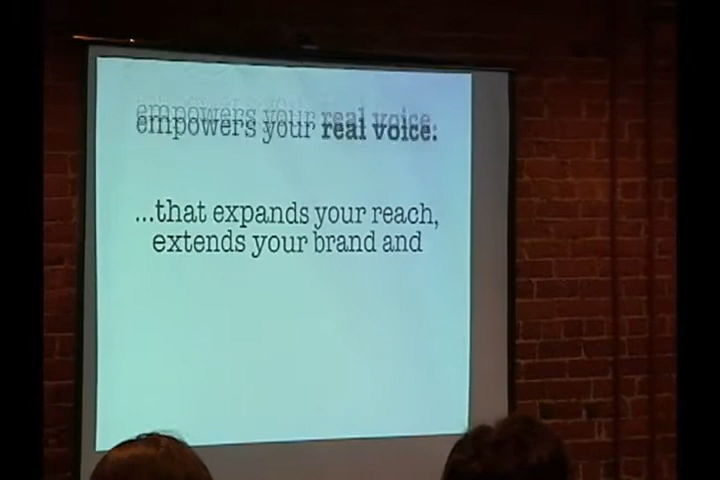 empowers your real voice.
...that expands your reach,
extends your brand and